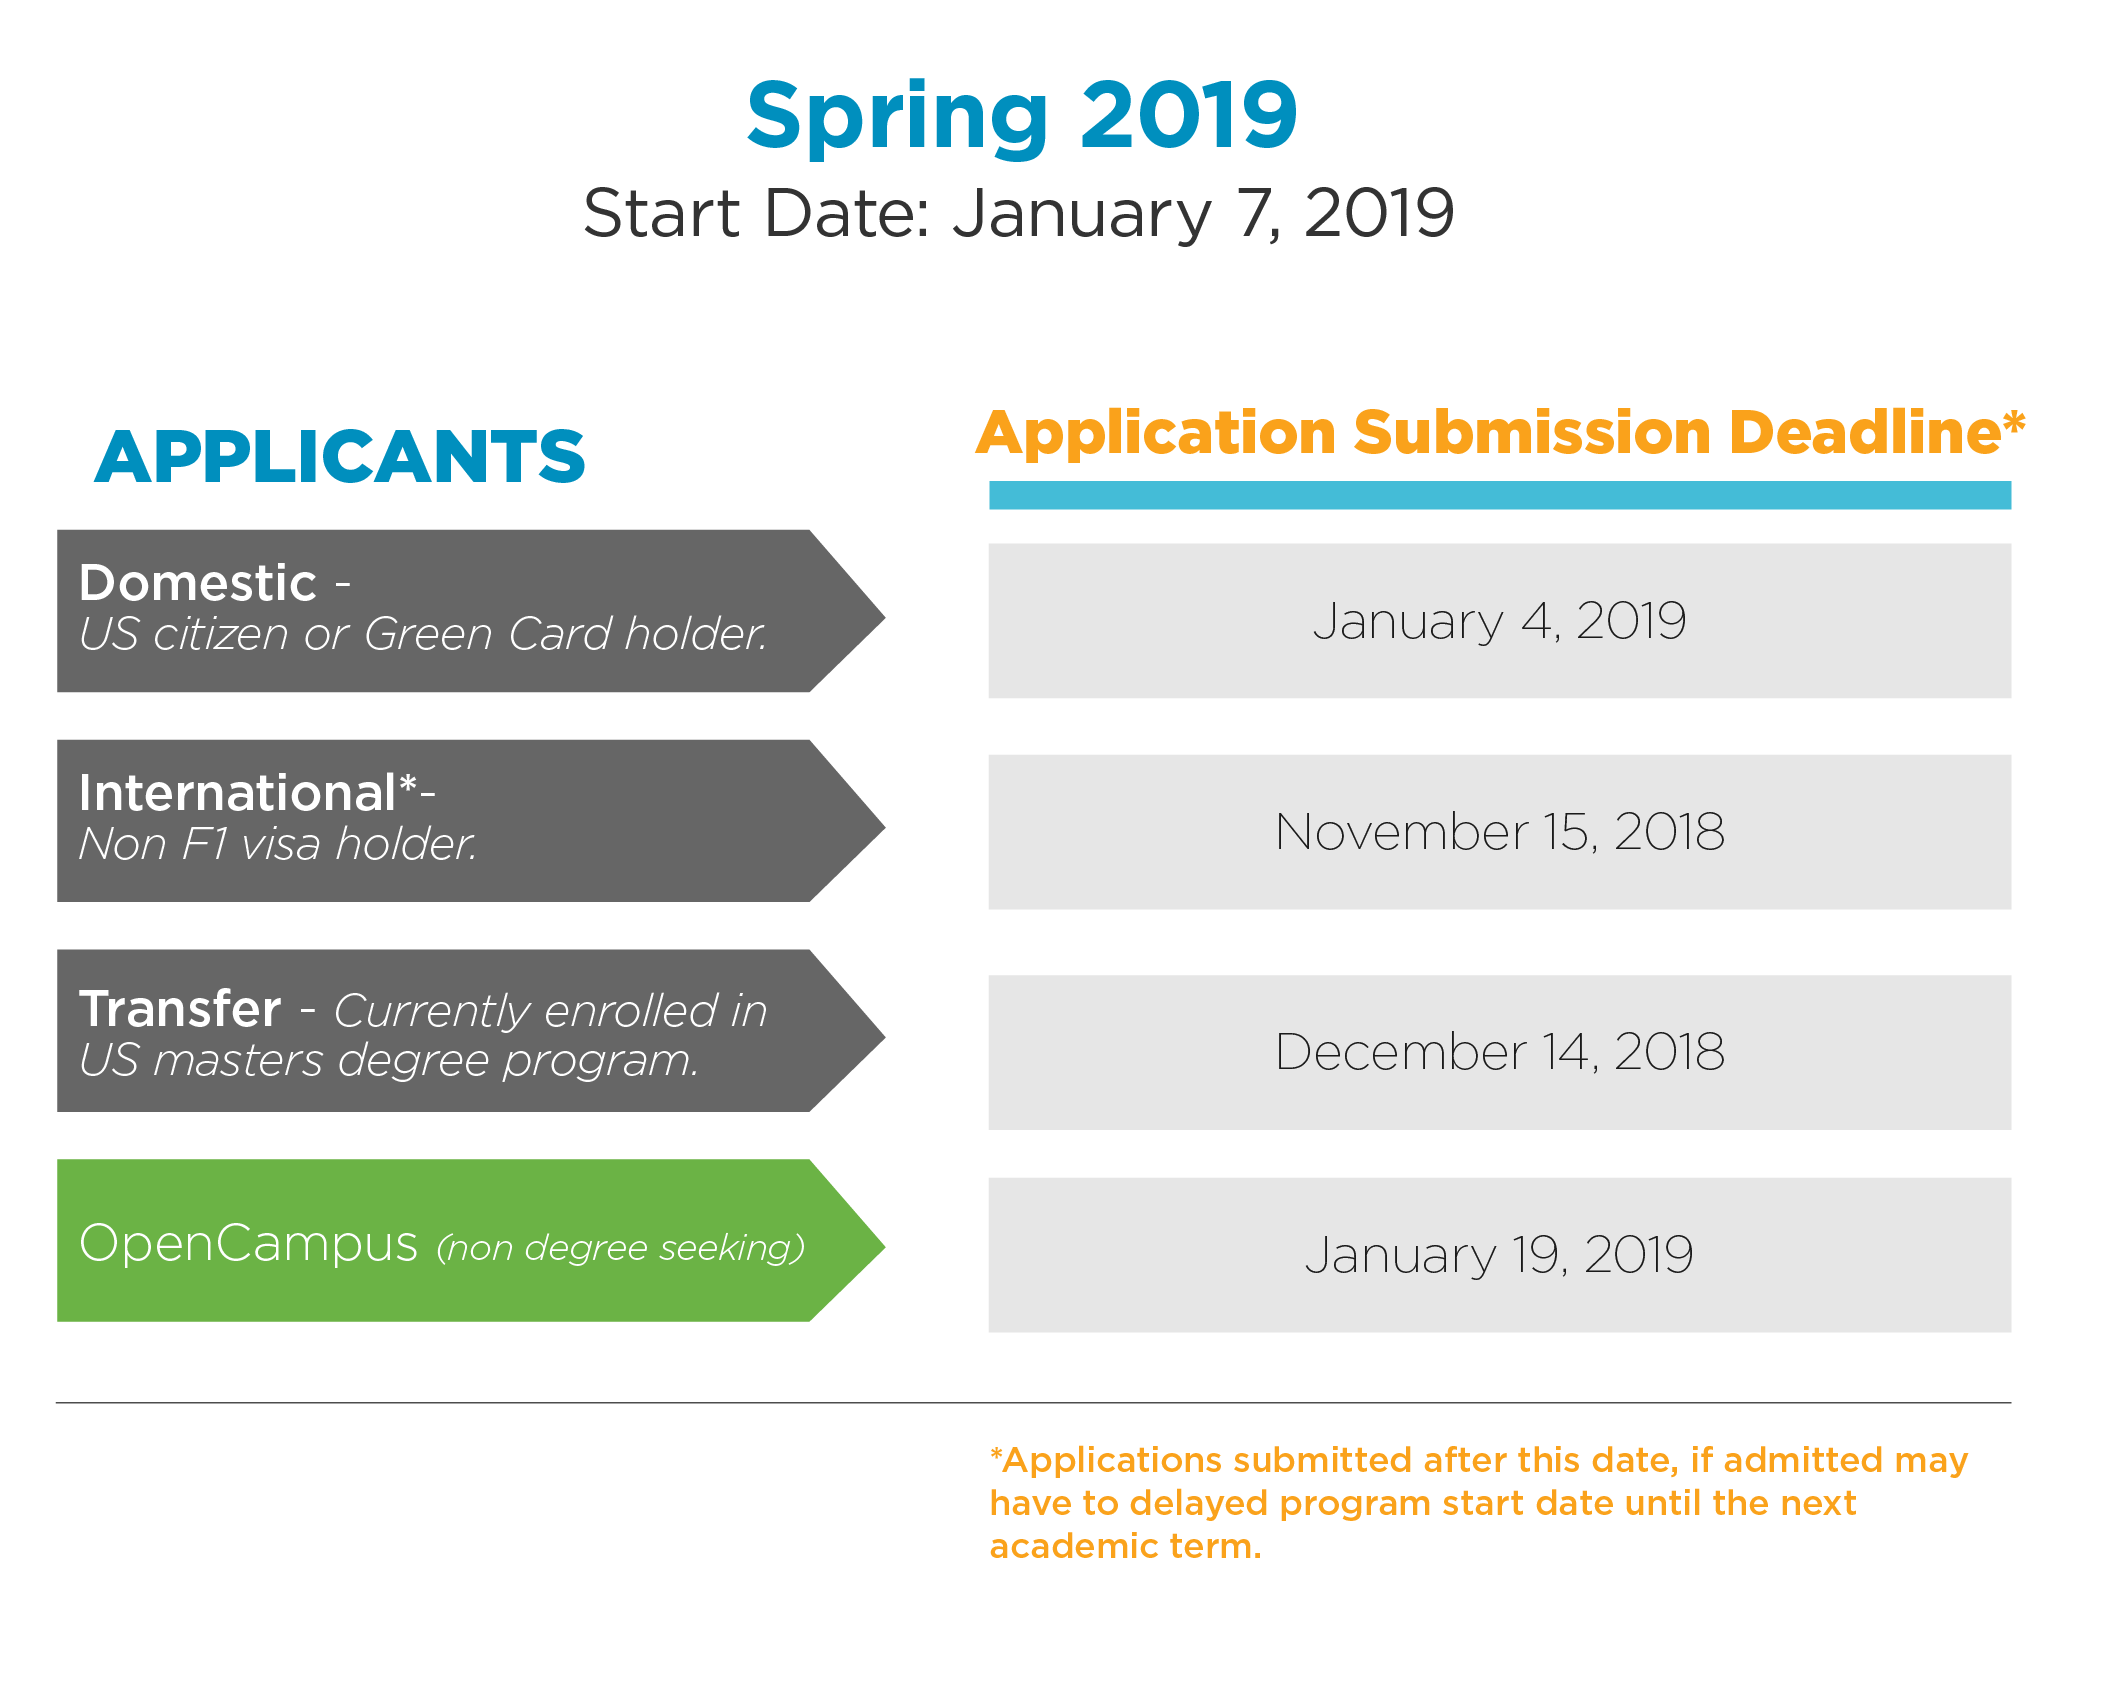 Spring 2019
Start Date: January 7, 2019
APPLICANTS
Application Submission Deadline*
Domestic -
US citizen or Green Card holder.
January 4, 2019
International*-
Non F1 visa holder.
November 15, 2018
Transfer - Currently enrolled in
US masters degree program.
December 14, 2018
OpenCampus (non degree seeking)
January 19, 2019
*Applications submitted after this date, if admitted may
have to delayed program start date until the next
academic term.